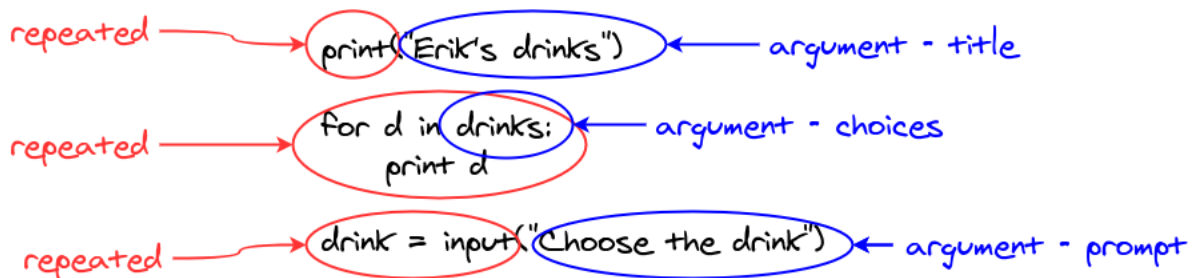 repeated print("Erik's drinks") argument - title
for d in drinks: argument - choices
repeated
print d
repeated drink = input("Choose the drink") argument - prompt